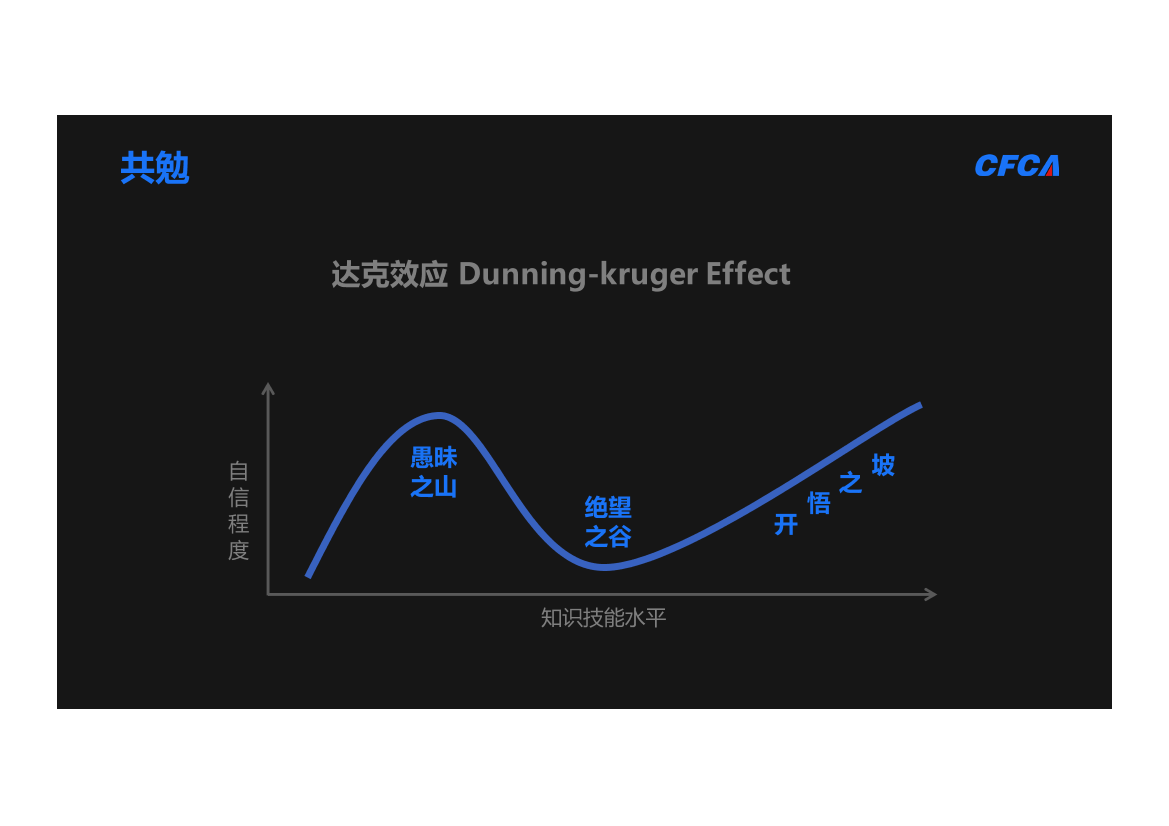 共勉
CFCA
达克效应 Dunning-kruger Effect
自信程度
愚昧
之山
绝望
之谷
开悟之坡
知识技能水平